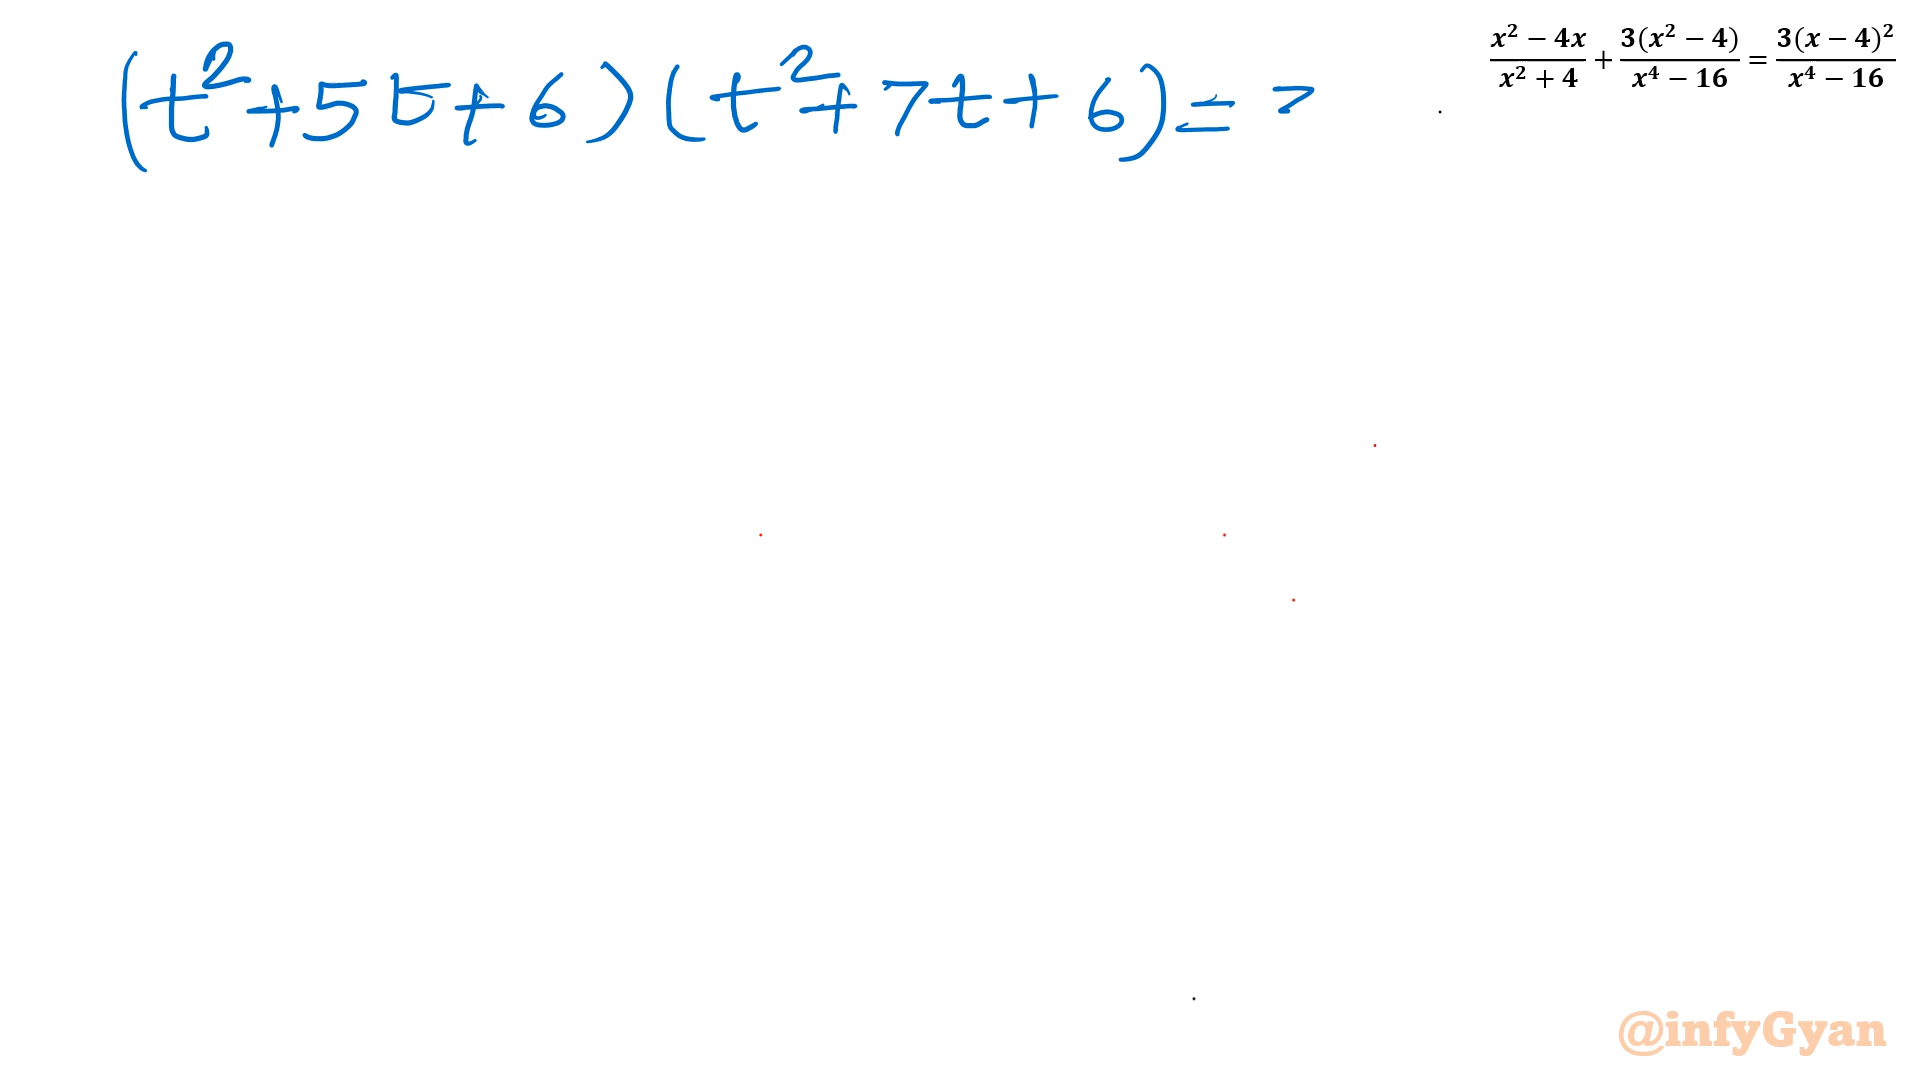 (t²+5t+6)(t²+7t+6)=
(x² − 4x)/(x² + 4) + 3(x² − 4)/(x⁴ − 16) = 3(x − 4)²/(x⁴ − 16)
@infyGyan